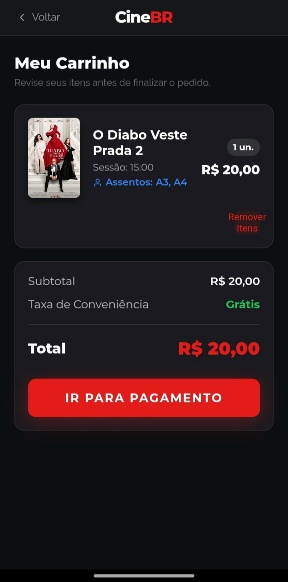 Voltar
CineBR
Meu Carrinho
Revise seus itens antes de finalizar o pedido.
O Diabo Veste
Prada 2
1 un.
Sessão: 15:00
R$ 20,00
Assentos: A3, A4
Remover
Itens
Subtotal
R$ 20,00
Taxa de Conveniência
Grátis
Total
R$ 20,00
IR PARA PAGAMENTO